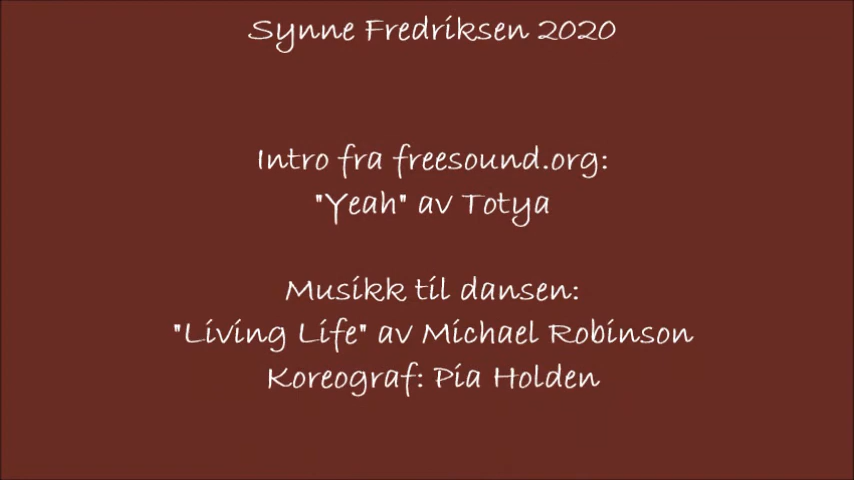 Synne Fredriksen 2020
Intro fra freesound.org:
"Yeah" av Totya
Musikk til dansen:
"Living Life" av Michael Robinson
Koreograf: Pia Holden